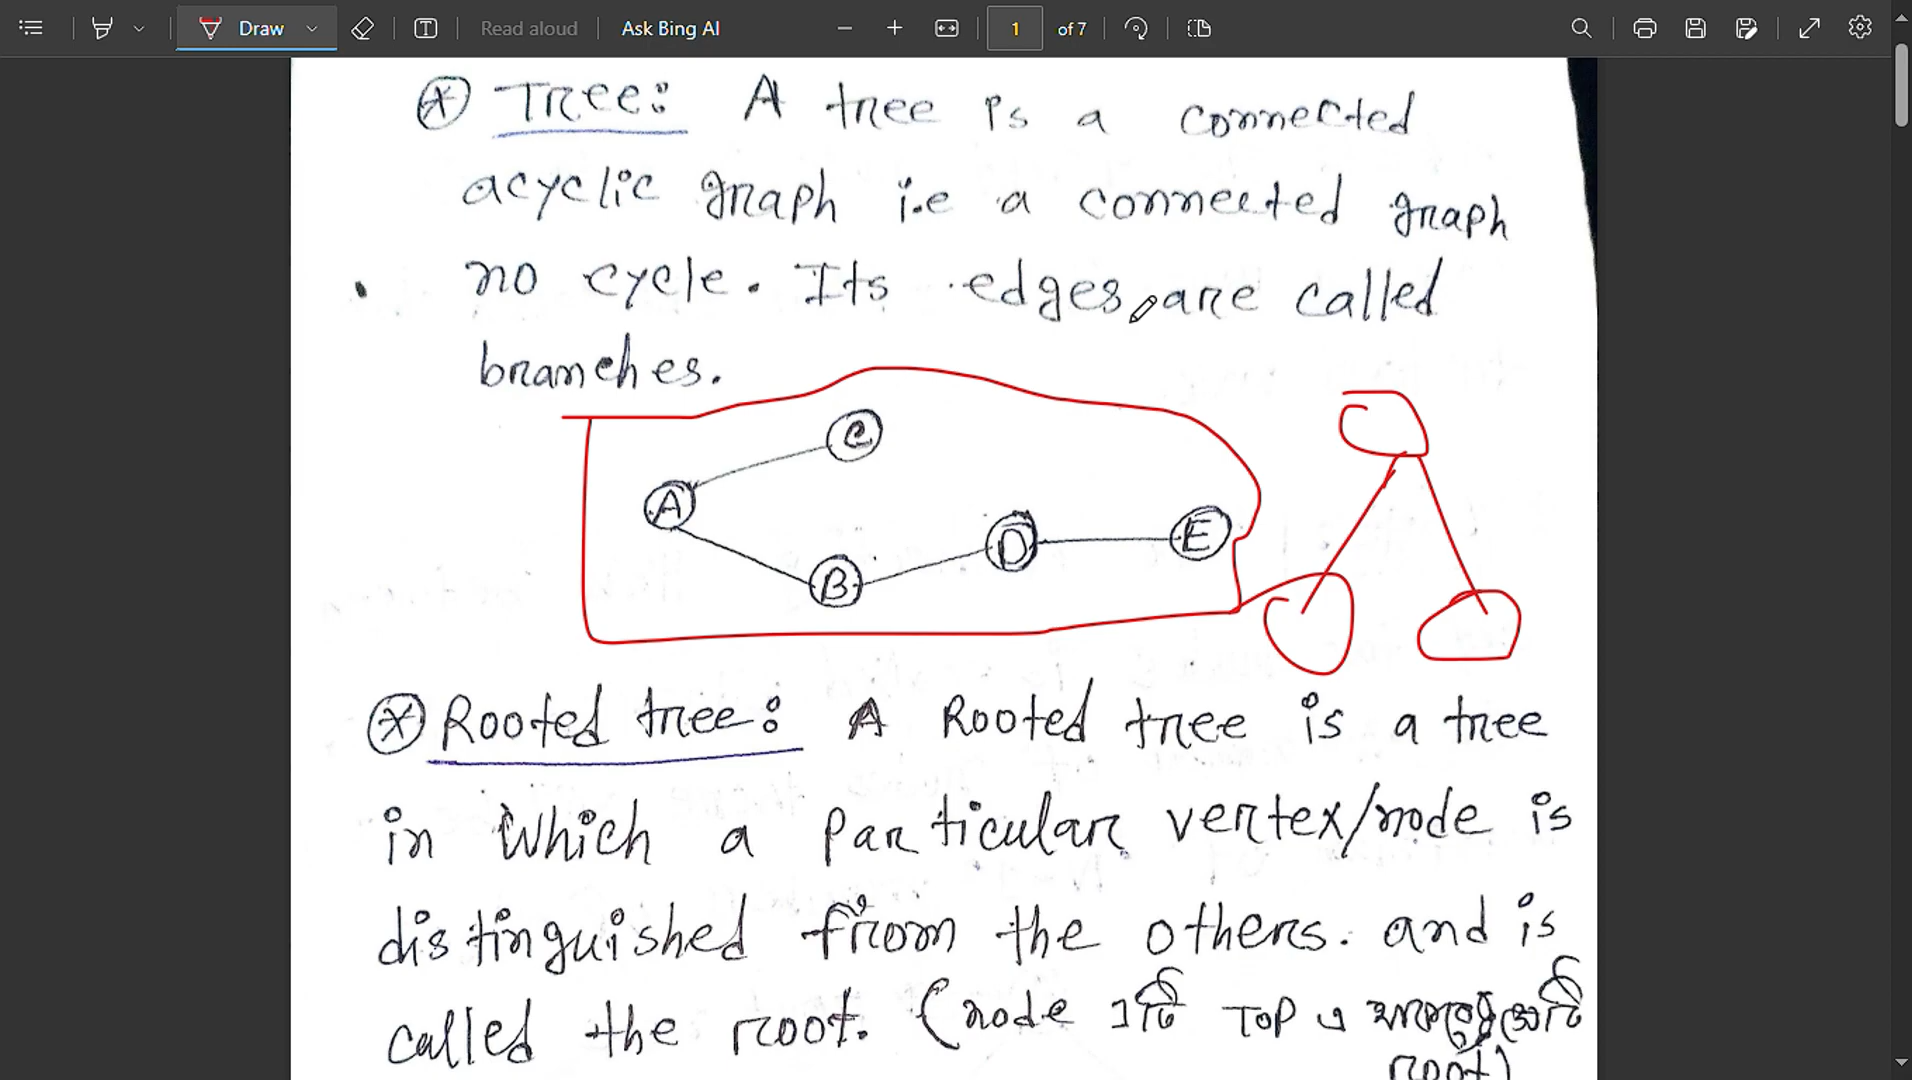 Draw
Read aloud
Ask Bing AI
1 of 7
Tree: A tree is a connected
acyclic graph i.e a connected graph
no cycle. Its edges are called
branches.
C
A
D
E
B
Rooted tree: A Rooted tree is a tree
in which a particular vertex/node is
distinguished from the others. and is
called the root. (node টি TOP এ
root)